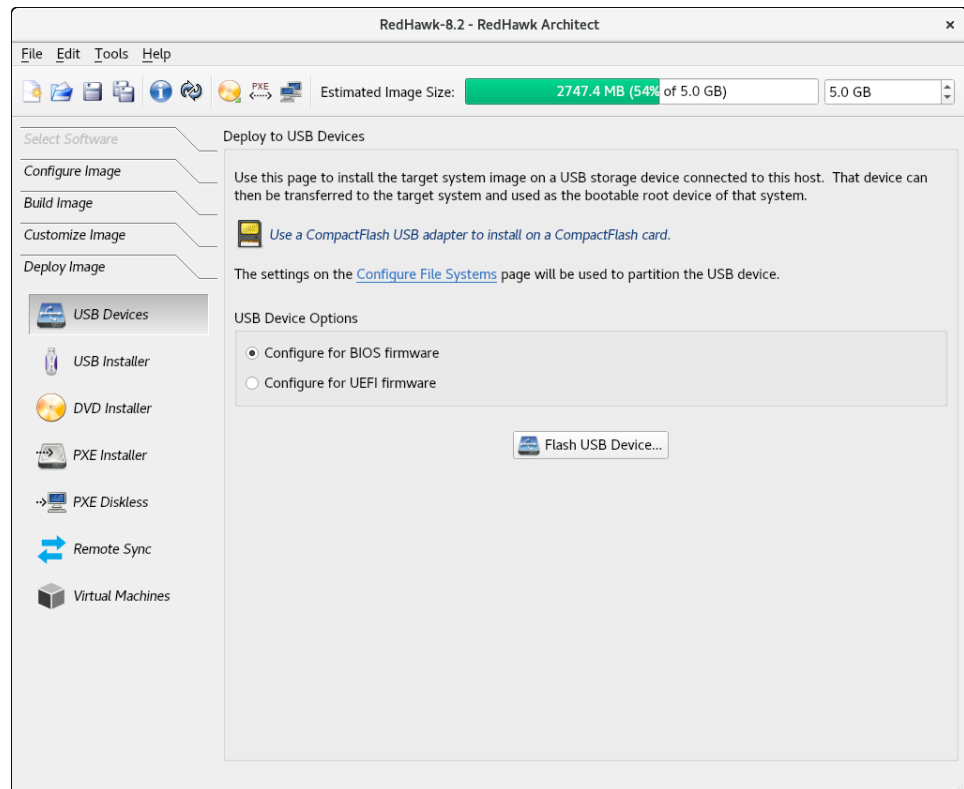 RedHawk-8.2 - RedHawk Architect
File Edit Tools Help
PXE
Estimated Image Size:
2747.4 MB (54% of 5.0 GB)
5.0 GB
Select Software
Configure Image
Build Image
Customize Image
Deploy Image
USB Devices
USB Installer
DVD Installer
PXE Installer
PXE Diskless
Remote Sync
Virtual Machines
Deploy to USB Devices
Use this page to install the target system image on a USB storage device connected to this host. That device can
then be transferred to the target system and used as the bootable root device of that system.
Use a CompactFlash USB adapter to install on a CompactFlash card.
The settings on the Configure File Systems page will be used to partition the USB device.
USB Device Options
Configure for BIOS firmware
Configure for UEFI firmware
Flash USB Device...